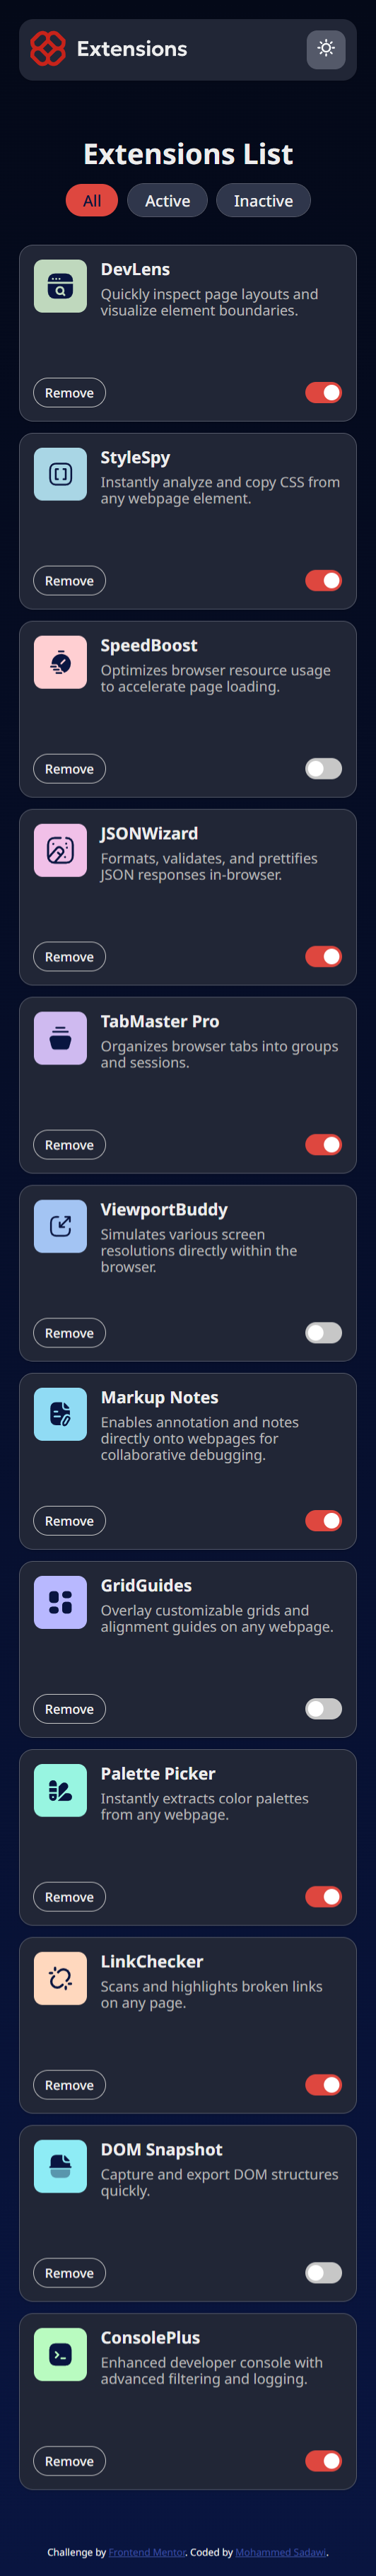 Extensions
Extensions List
All
Active
Inactive
DevLens
Quickly inspect page layouts and
visualize element boundaries.
Remove
StyleSpy
Instantly analyze and copy CSS from
any webpage element.
Remove
SpeedBoost
Optimizes browser resource usage
to accelerate page loading.
Remove
JSONWizard
Formats, validates, and prettifies
JSON responses in-browser.
Remove
TabMaster Pro
Organizes browser tabs into groups
and sessions.
Remove
ViewportBuddy
Simulates various screen
resolutions directly within the
browser.
Remove
Markup Notes
Enables annotation and notes
directly onto webpages for
collaborative debugging.
Remove
GridGuides
Overlay customizable grids and
alignment guides on any webpage.
Remove
Palette Picker
Instantly extracts color palettes
from any webpage.
Remove
LinkChecker
Scans and highlights broken links
on any page.
Remove
DOM Snapshot
Capture and export DOM structures
quickly.
Remove
ConsolePlus
Enhanced developer console with
advanced filtering and logging.
Remove
Challenge by Frontend Mentor. Coded by Mohammed Sadawi.